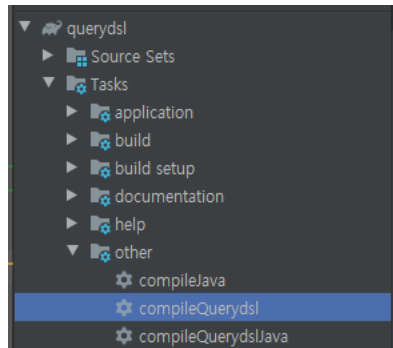 querydsl
Source Sets
Tasks
application
build
build setup
documentation
help
other
compileJava
compileQuerydsl
compileQuerydslJava